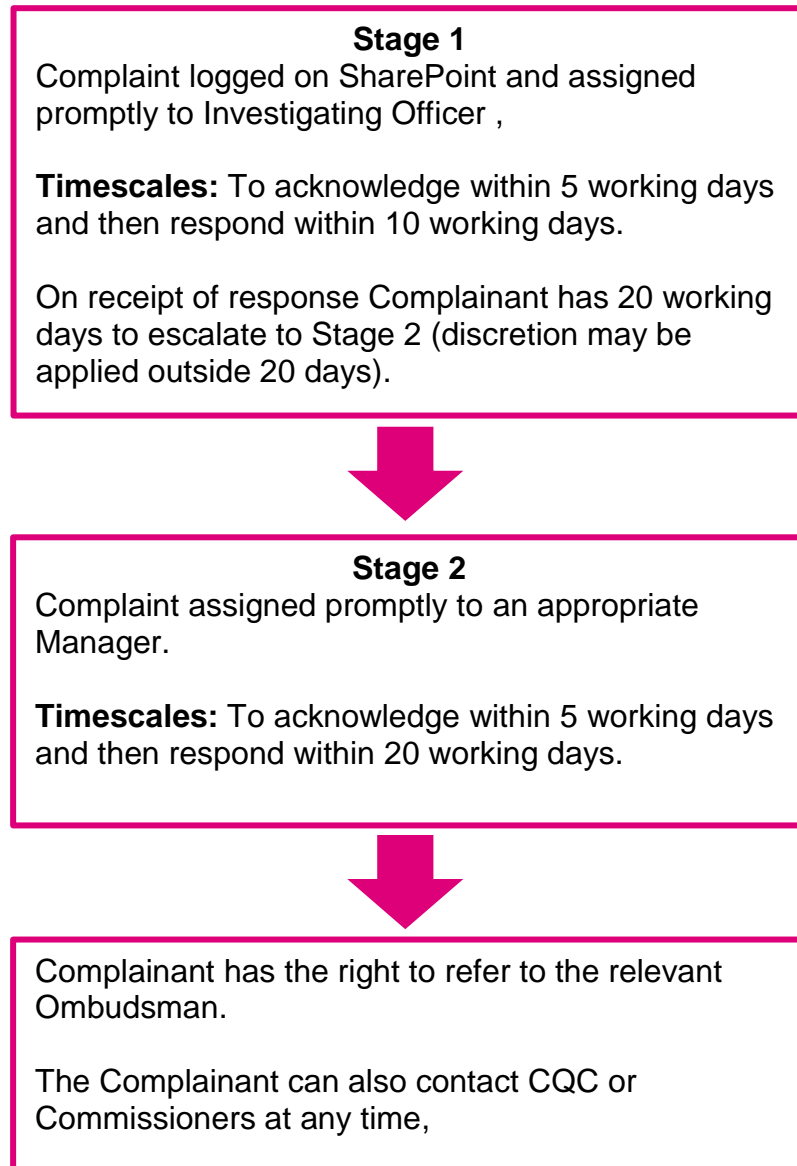 Stage 1
Complaint logged on SharePoint and assigned
promptly to Investigating Officer ,
Timescales: To acknowledge within 5 working days
and then respond within 10 working days.
On receipt of response Complainant has 20 working
days to escalate to Stage 2 (discretion may be
applied outside 20 days).
Stage 2
Complaint assigned promptly to an appropriate
Manager.
Timescales: To acknowledge within 5 working days
and then respond within 20 working days.
Complainant has the right to refer to the relevant
Ombudsman.
The Complainant can also contact CQC or
Commissioners at any time,